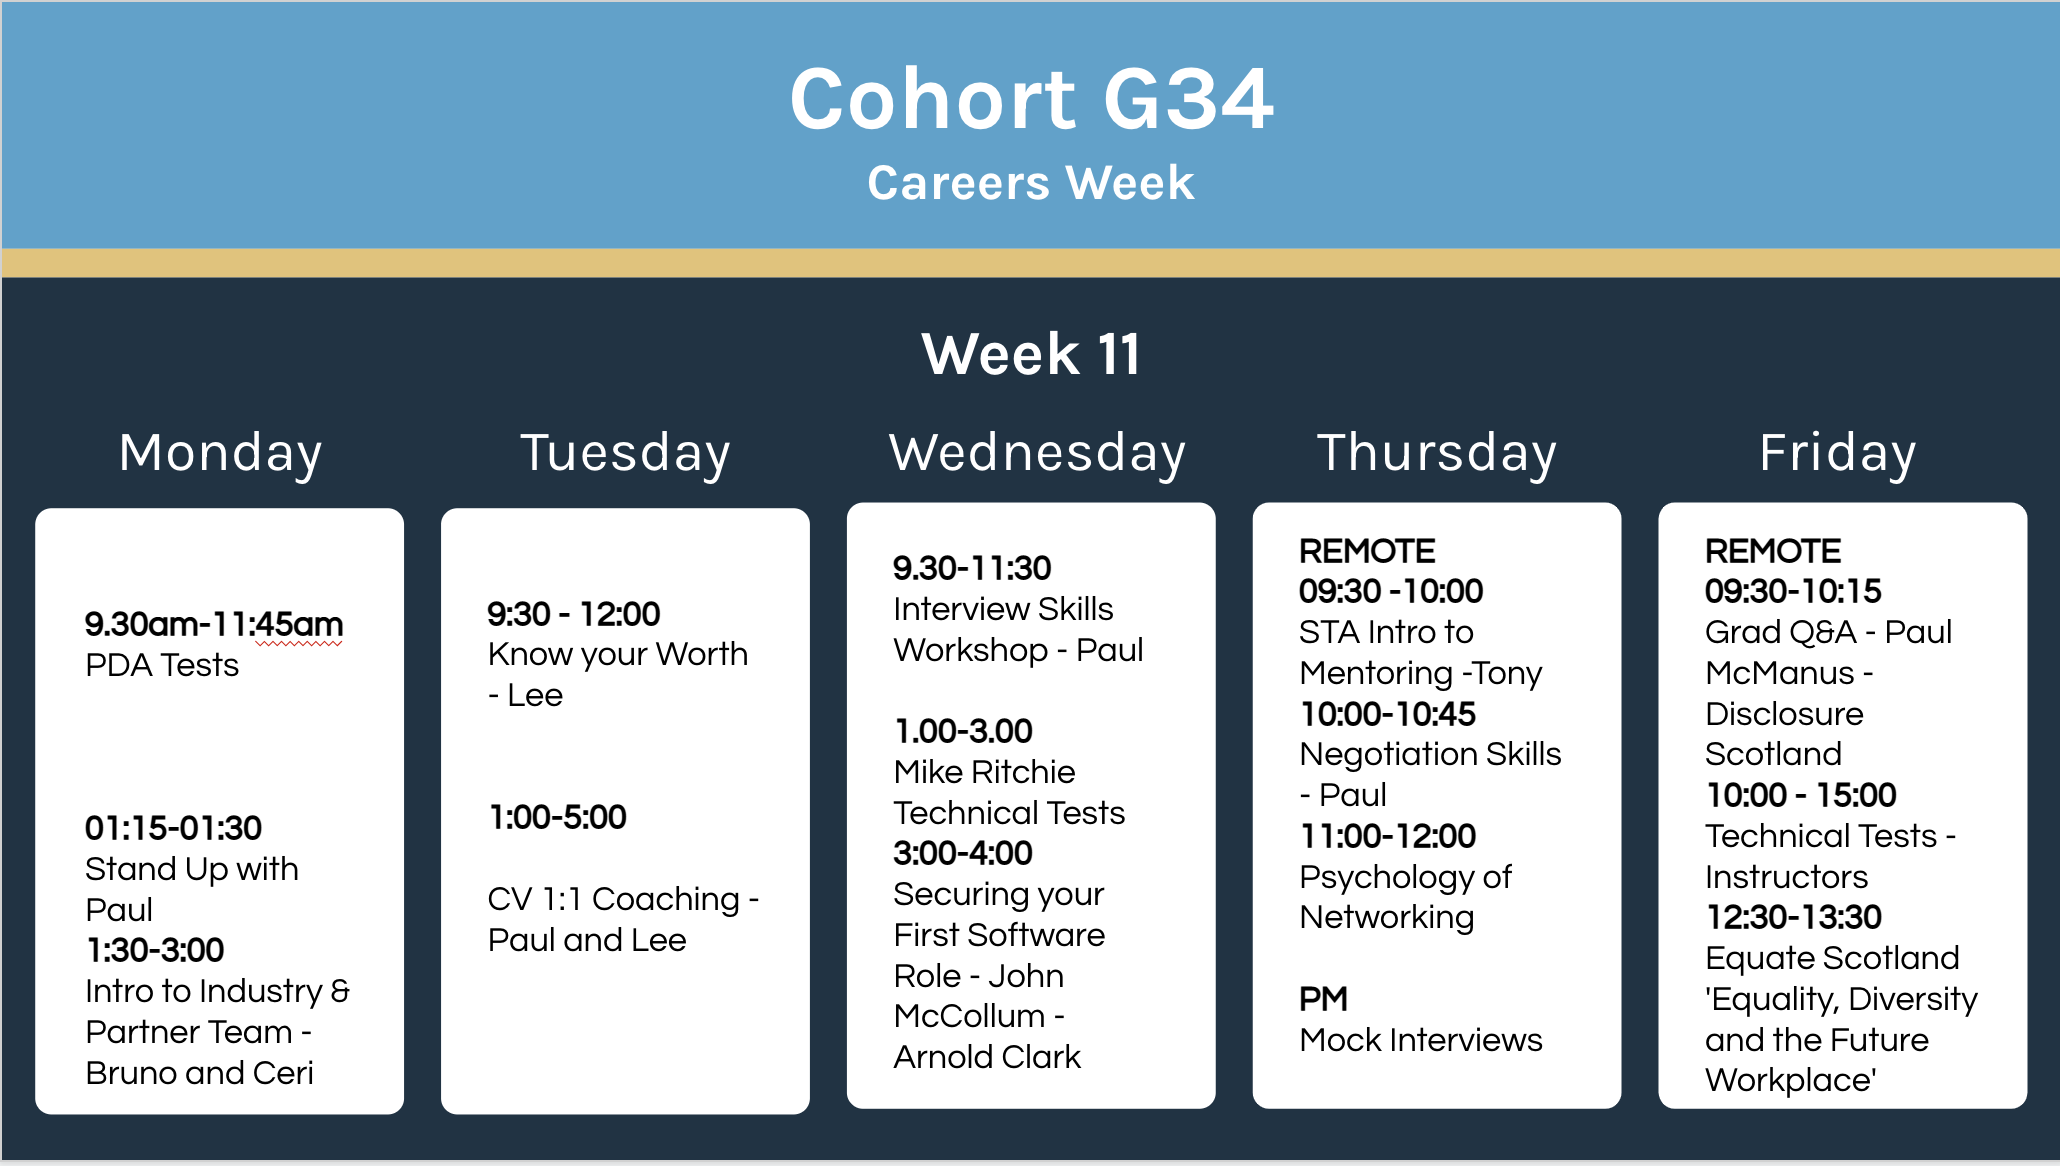 Cohort G34
Careers Week
Week 11
Monday
9.30am-11:45am
PDA Tests
01:15-01:30
Stand Up with
Paul
1:30-3:00
Intro to Industry &
Partner Team -
Bruno and Ceri
Tuesday
9:30 - 12:00
Know your Worth
- Lee
1:00-5:00
CV 1:1 Coaching -
Paul and Lee
Wednesday
9.30-11:30
Interview Skills
Workshop - Paul
1.00-3.00
Mike Ritchie
Technical Tests
3:00-4:00
Securing your
First Software
Role - John
McCollum -
Arnold Clark
Thursday
REMOTE
09:30 -10:00
STA Intro to
Mentoring -Tony
10:00-10:45
Negotiation Skills
- Paul
11:00-12:00
Psychology of
Networking
PM
Mock Interviews
Friday
REMOTE
09:30-10:15
Grad Q&A - Paul
McManus -
Disclosure
Scotland
10:00 - 15:00
Technical Tests -
Instructors
12:30-13:30
Equate Scotland
'Equality, Diversity
and the Future
Workplace'